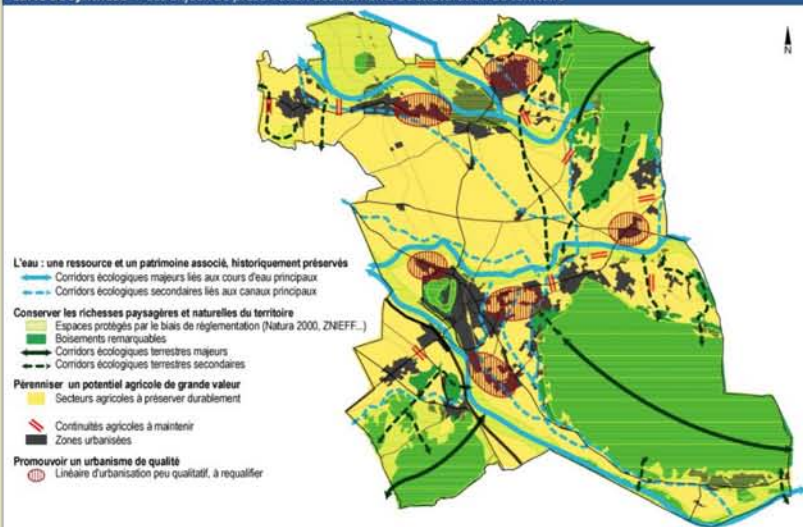 N
L'eau : une ressource et un patrimoine associé, historiquement préservés
Corridors écologiques majeurs liés aux cours d'eau principaux
Corridors écologiques secondaires liés aux canaux principaux
Conserver les richesses paysagères et naturelles du territoire
Espaces protégés par le biais de réglementation (Natura 2000, ZNIEFF...)
Boisements remarquables
Corridors écologiques terrestres majeurs
Corridors écologiques terrestres secondaires
Pérenniser un potentiel agricole de grande valeur
Secteurs agricoles à préserver durablement
Continuités agricoles à maintenir
Zones urbanisées
Promouvoir un urbanisme de qualité
Linéaire d'urbanisation peu qualitatif, à requalifier